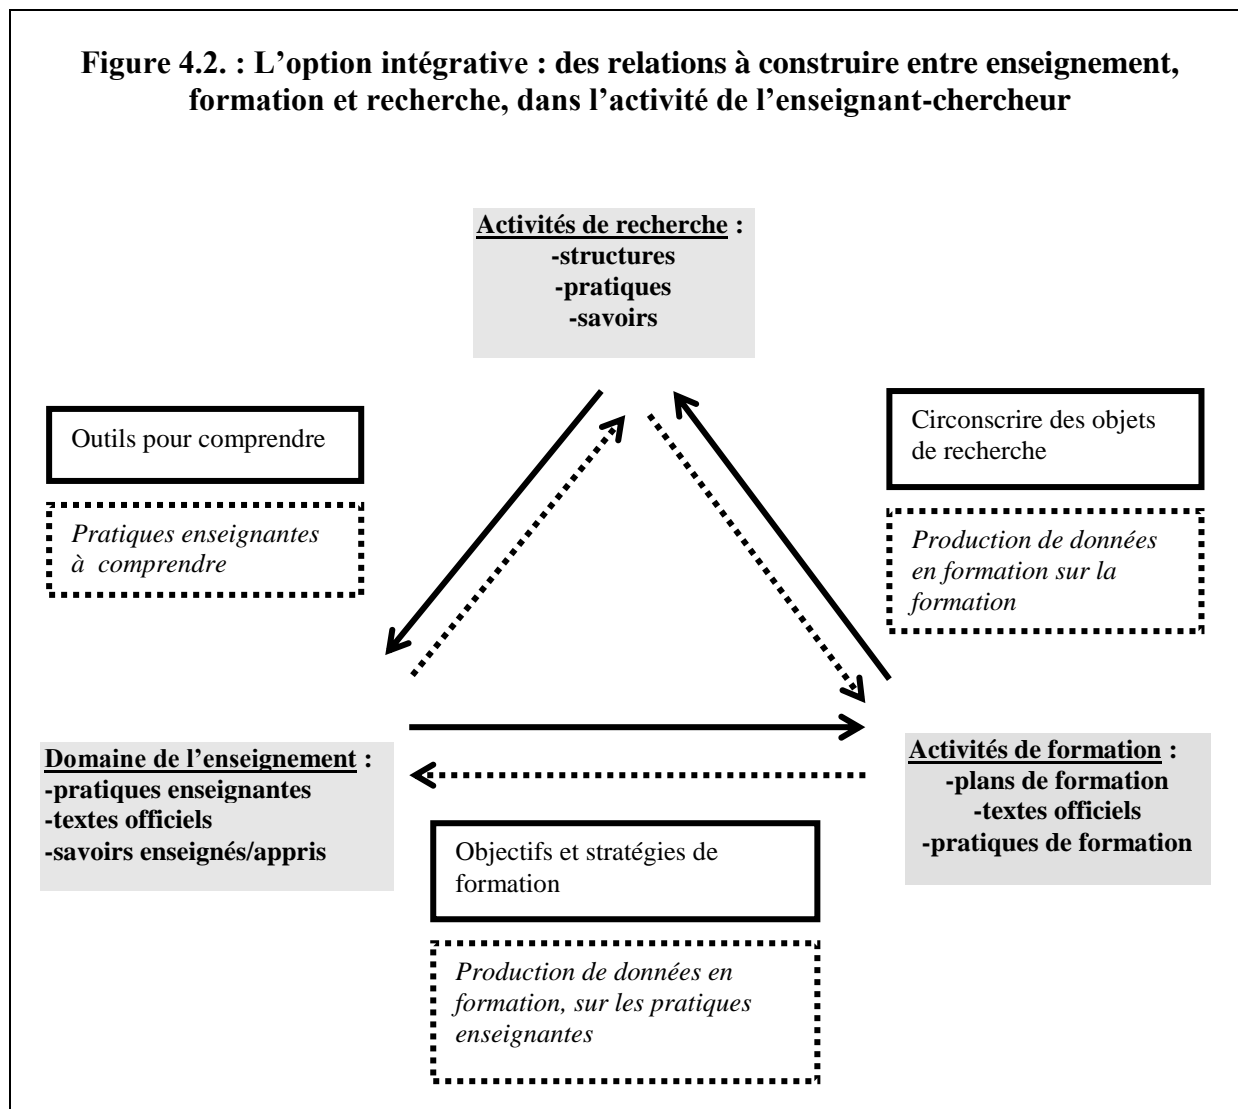 Figure 4.2. : L’option intégrative : des relations à construire entre enseignement,
formation et recherche, dans l’activité de l’enseignant-chercheur
Activités de recherche :
-structures
-pratiques
-savoirs
Outils pour comprendre
Pratiques enseignantes
à comprendre
Circonscrire des objets
de recherche
Production de données
en formation sur la
formation
Domaine de l’enseignement :
-pratiques enseignantes
-textes officiels
-savoirs enseignés/appris
Activités de formation :
-plans de formation
-textes officiels
-pratiques de formation
Objectifs et stratégies de
formation
Production de données en
formation, sur les pratiques
enseignantes